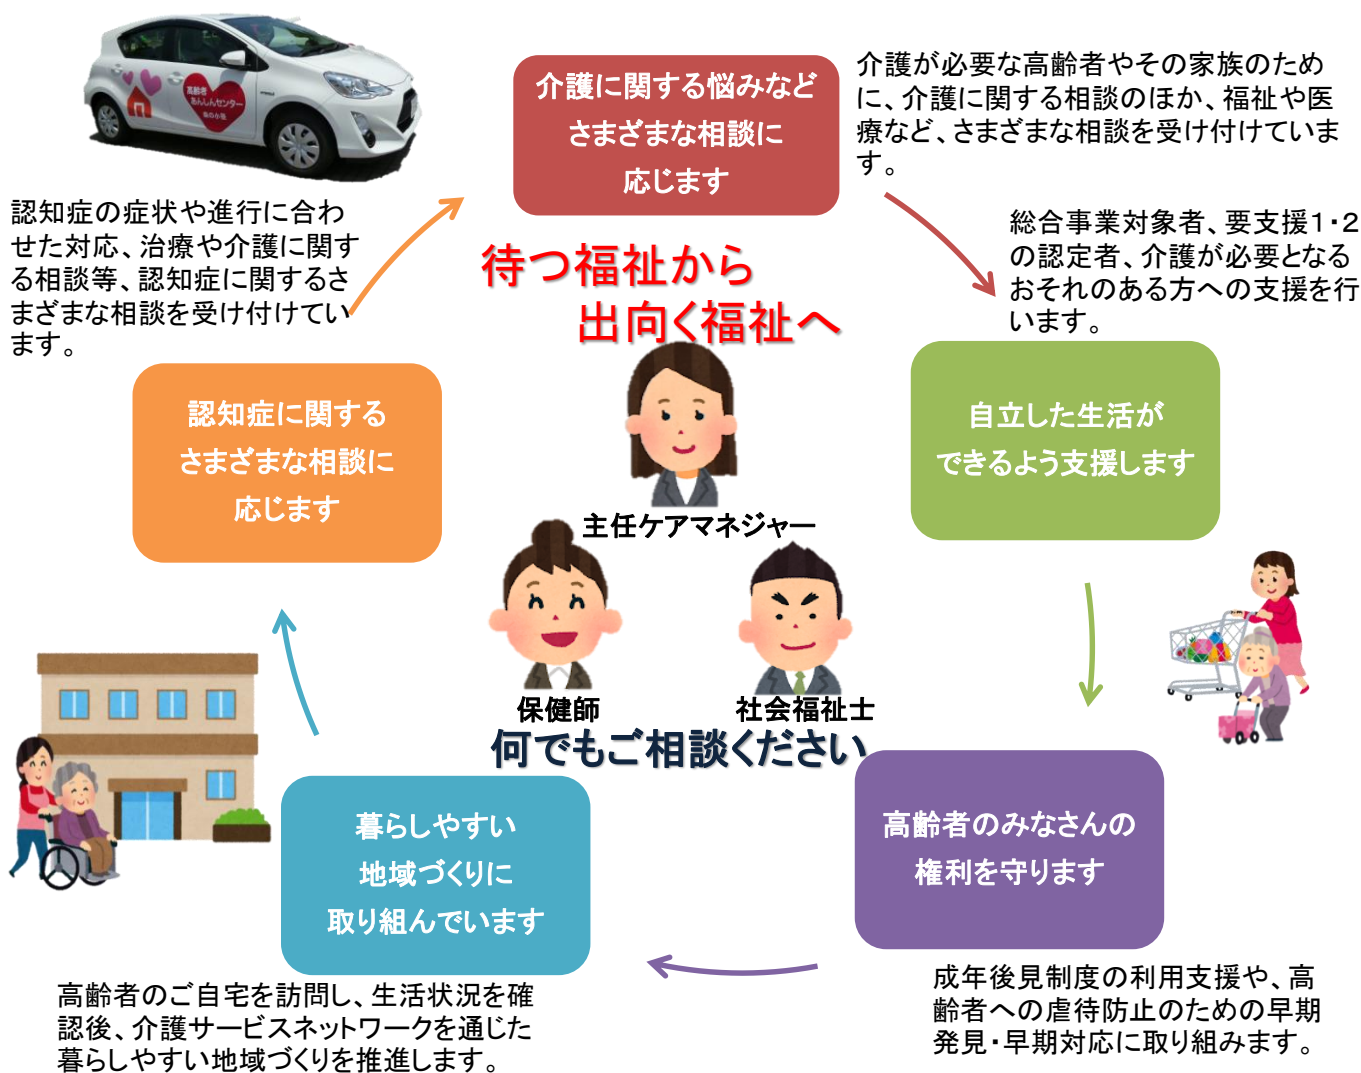 高齢者
あんしんセンター
介護に関する悩みなど
さまざまな相談に
応じます
介護が必要な高齢者やその家族のため
に、介護に関する相談のほか、福祉や医
療など、さまざまな相談を受け付けていま
す。
総合事業対象者、要支援1・2
の認定者、介護が必要となる
おそれのある方への支援を行
います。
認知症の症状や進行に合わ
せた対応、治療や介護に関す
る相談等、認知症に関するさ
まざまな相談を受け付けてい
ます。
待つ福祉から
出向く福祉へ
認知症に関する
さまざまな相談に
応じます
自立した生活が
できるよう支援します
主任ケアマネジャー
保健師
社会福祉士
何でもご相談ください
暮らしやすい
地域づくりに
取り組んでいます
高齢者のみなさんの
権利を守ります
高齢者のご自宅を訪問し、生活状況を確
認後、介護サービスネットワークを通じた
暮らしやすい地域づくりを推進します。
成年後見制度の利用支援や、高
齢者への虐待防止のための早期
発見・早期対応に取り組みます。